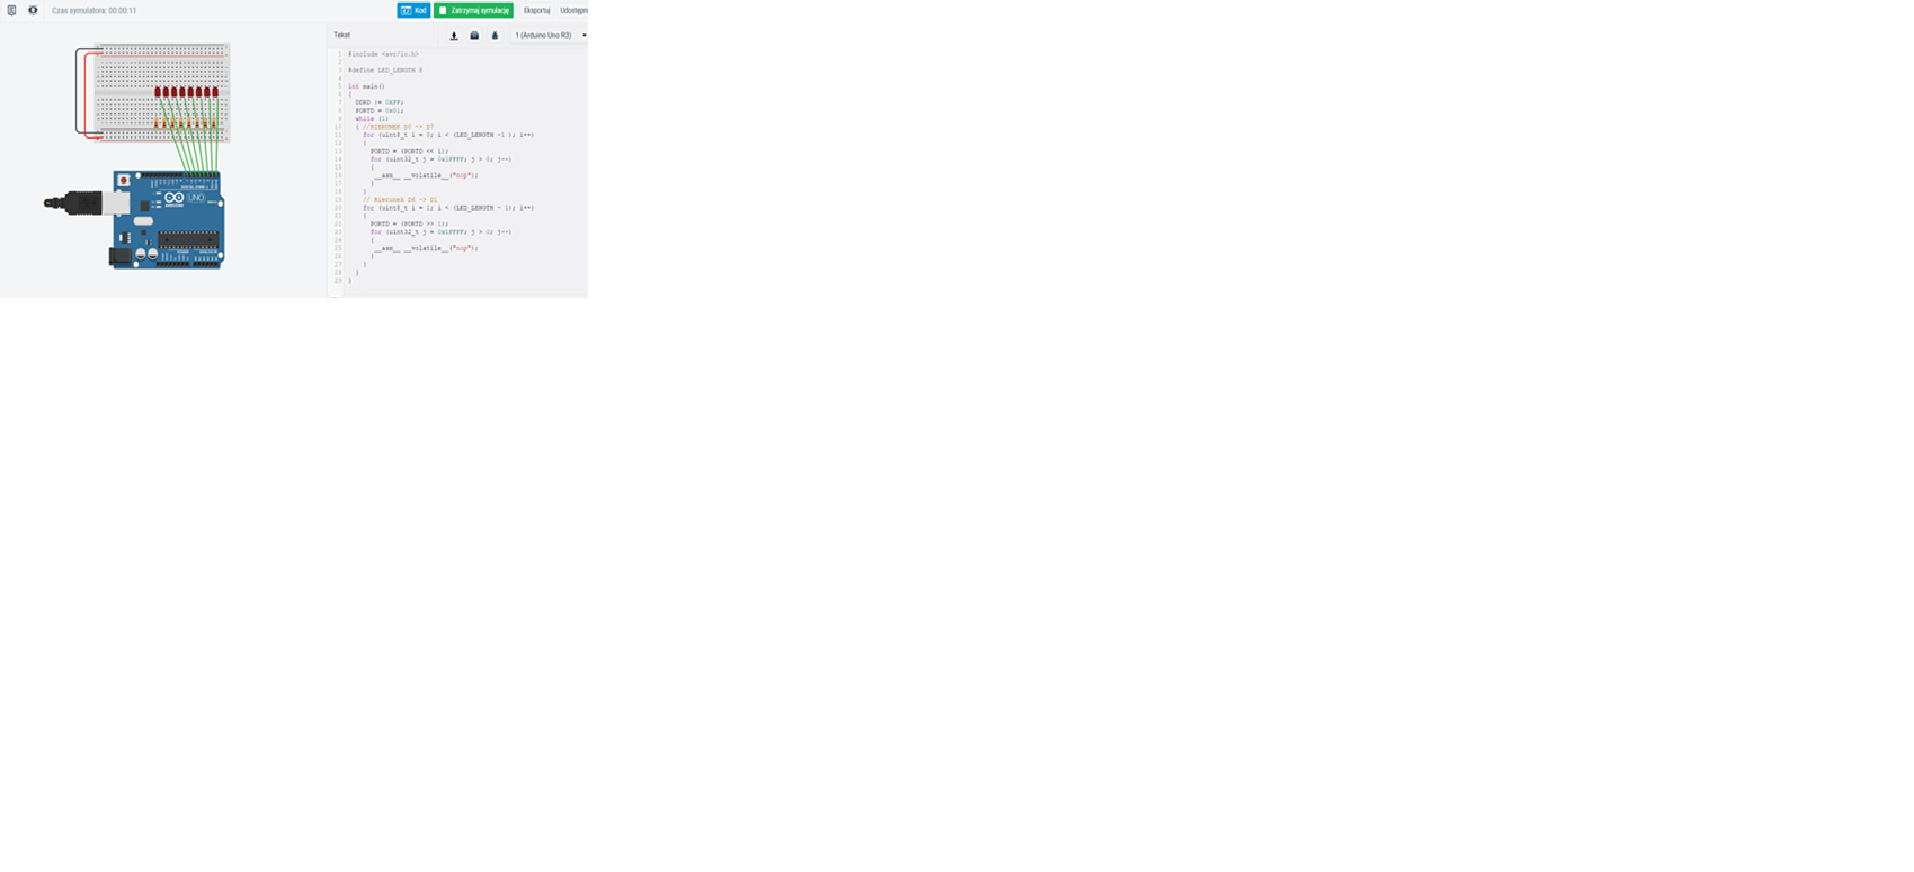 Czas symulatora: 00:00:11
Kod
Zatrzymaj symulację
Eksportuj
Udostępni
Tekst
1 (Arduino Uno R3)
1 #include <avr/io.h>
2
3 #define LED_LENGTH 8
4
5 int main()
6 {
7 DDRD |= 0xFF;
8 PORTD = 0x01;
9 while (1)
10 { //KIERUNEK D0 -> D7
11 for (uint8_t i = 0; i < (LED_LENGTH -1 ); i++)
12 {
13 PORTD = (PORTD << 1);
14 for (uint32_t j = 0x1FFFF; j > 0; j--)
15 {
16 __asm__ __volatile__("nop");
17 }
18 }
19 // Kierunek D6 -> D1
20 for (uint8_t i = 1; i < (LED_LENGTH - 1); i++)
21 {
22 PORTD = (PORTD >> 1);
23 for (uint32_t j = 0x1FFFF; j > 0; j--)
24 {
25 __asm__ __volatile__("nop");
26 }
27 }
28 }
29 }
UNO